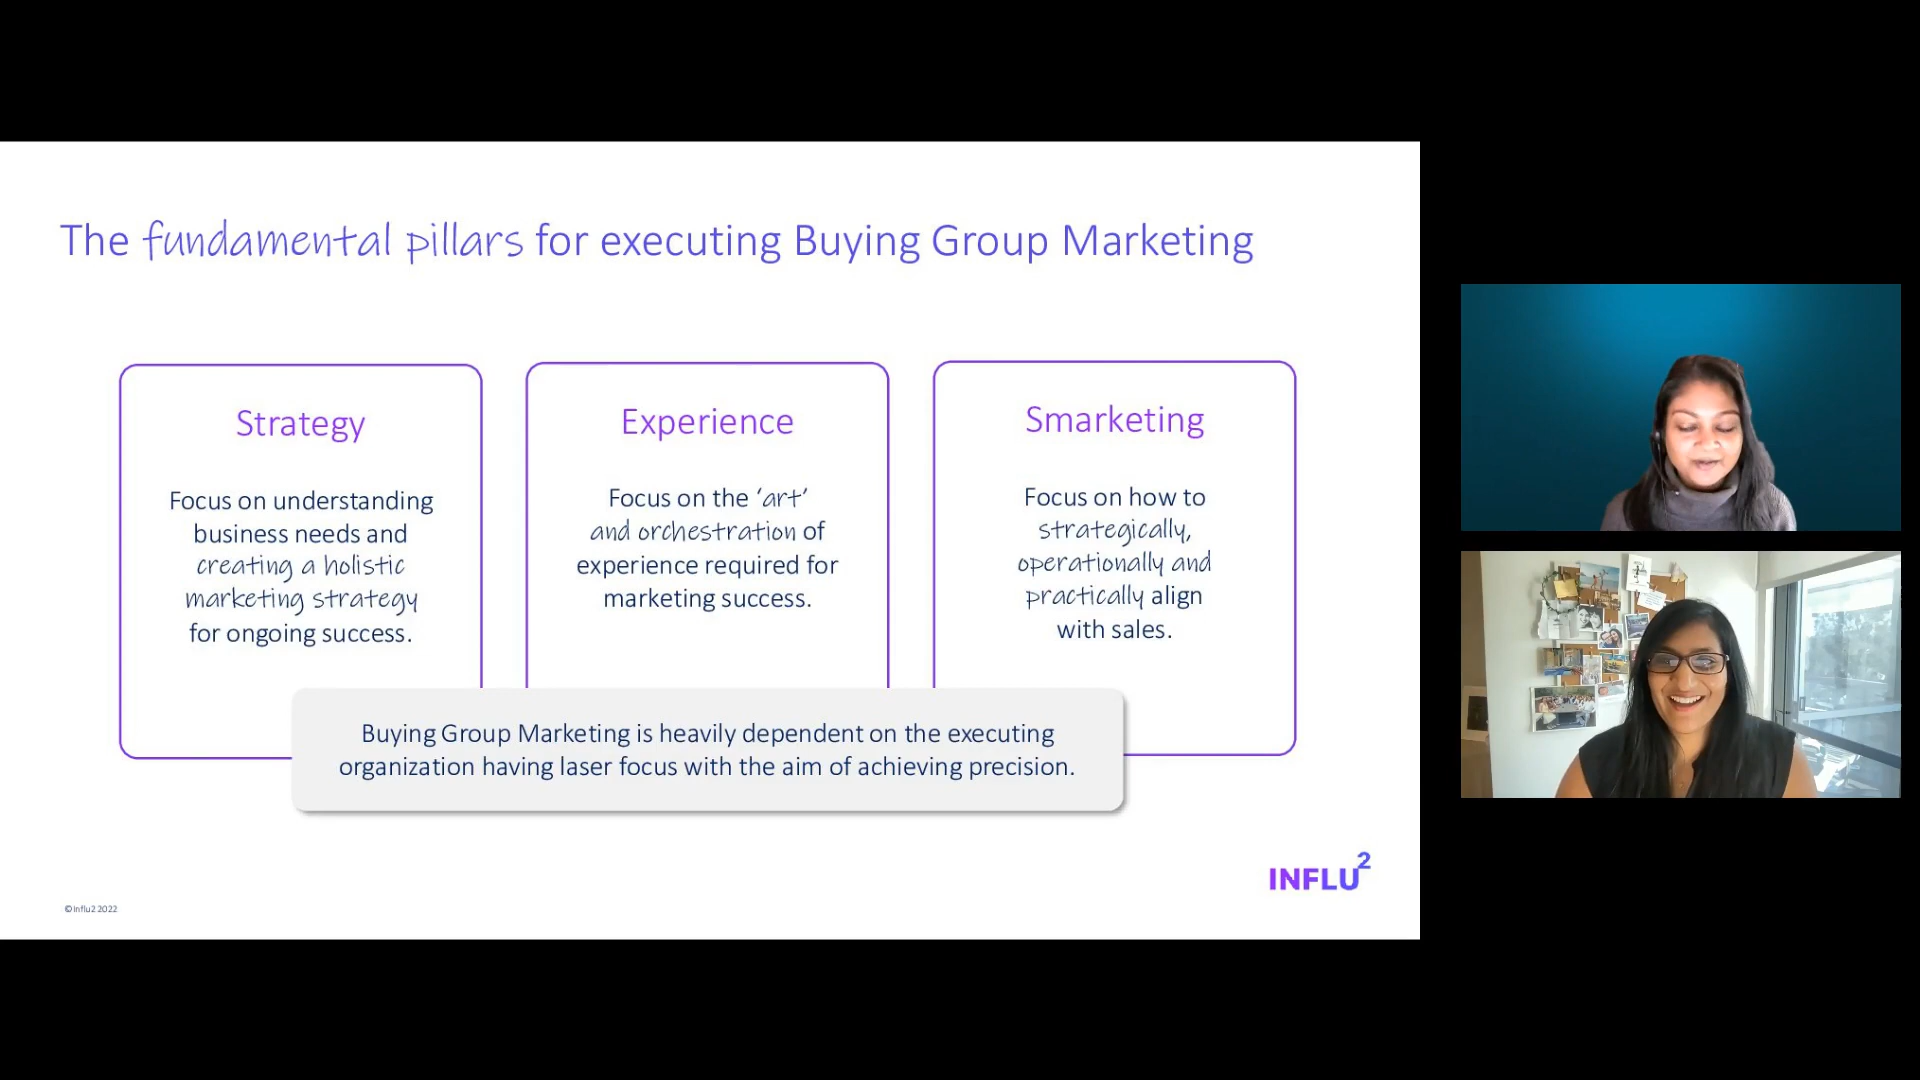 The fundamental pillars for executing Buying Group Marketing
Strategy
Focus on understanding
business needs and
creating a holistic
marketing strategy
for ongoing success.
Experience
Focus on the ‘art’
and orchestration of
experience required for
marketing success.
Smarketing
Focus on how to
strategically,
operationally and
practically align
with sales.
Buying Group Marketing is heavily dependent on the executing
organization having laser focus with the aim of achieving precision.
INFLU2
©Influ2 2022